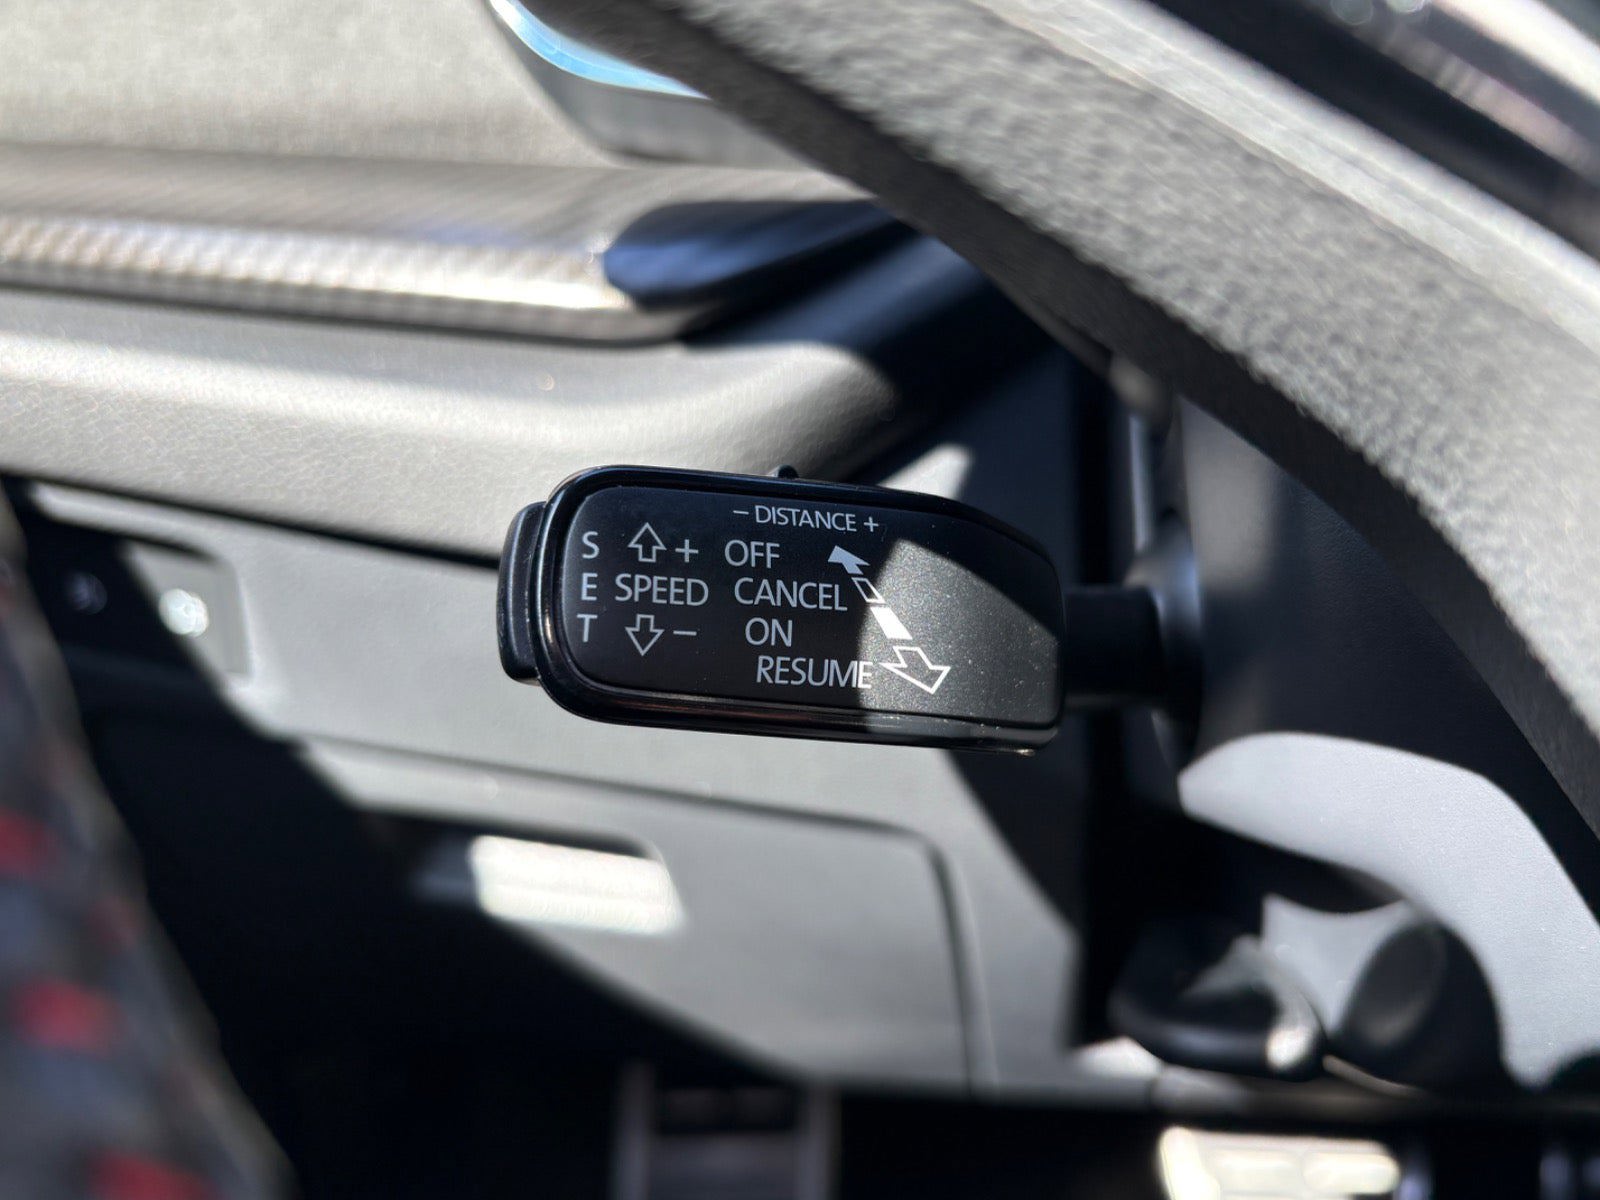 – DISTANCE +
S + OFF
E SPEED CANCEL
T – ON
RESUME